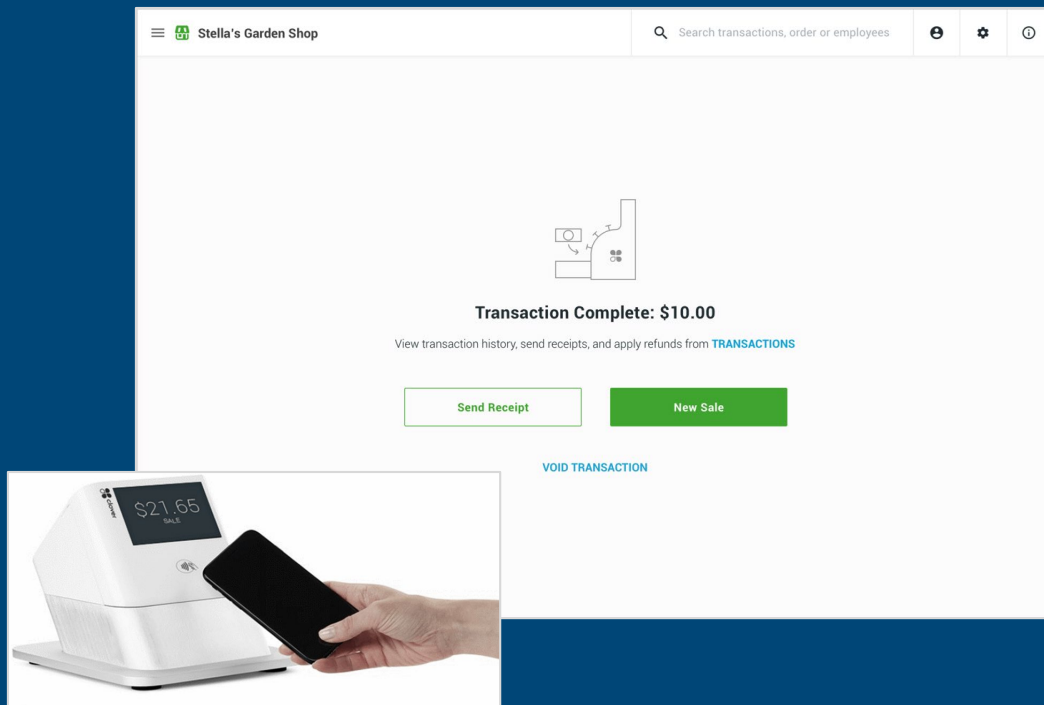 Stella's Garden Shop
Search transactions, order or employees
Transaction Complete: $10.00
View transaction history, send receipts, and apply refunds from TRANSACTIONS
Send Receipt
New Sale
VOID TRANSACTION
clover
$21.65
SALE